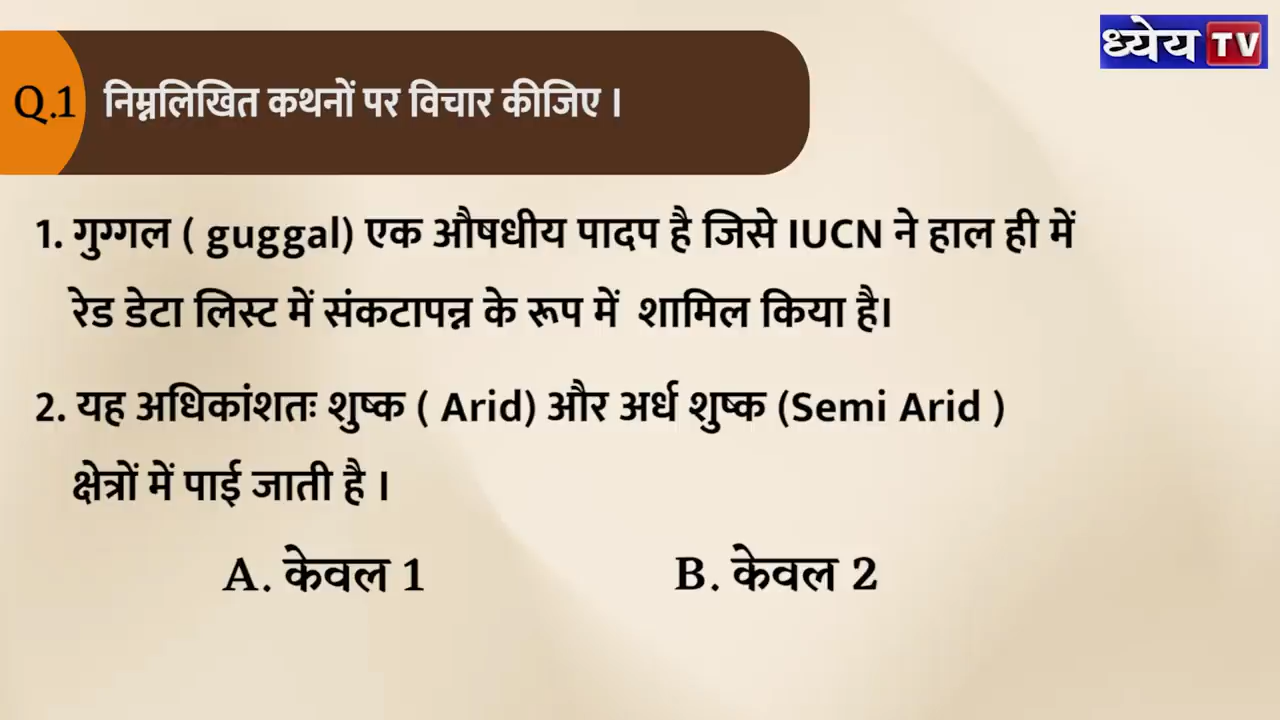 ध्येय TV
Q.1 निम्नलिखित कथनों पर विचार कीजिए ।
1. गुग्गल ( guggal) एक औषधीय पादप है जिसे IUCN ने हाल ही में
रेड डेटा लिस्ट में संकटापन्न के रूप में शामिल किया है।
2. यह अधिकांशतः शुष्क ( Arid) और अर्ध शुष्क (Semi Arid )
क्षेत्रों में पाई जाती है ।
A. केवल 1 B. केवल 2